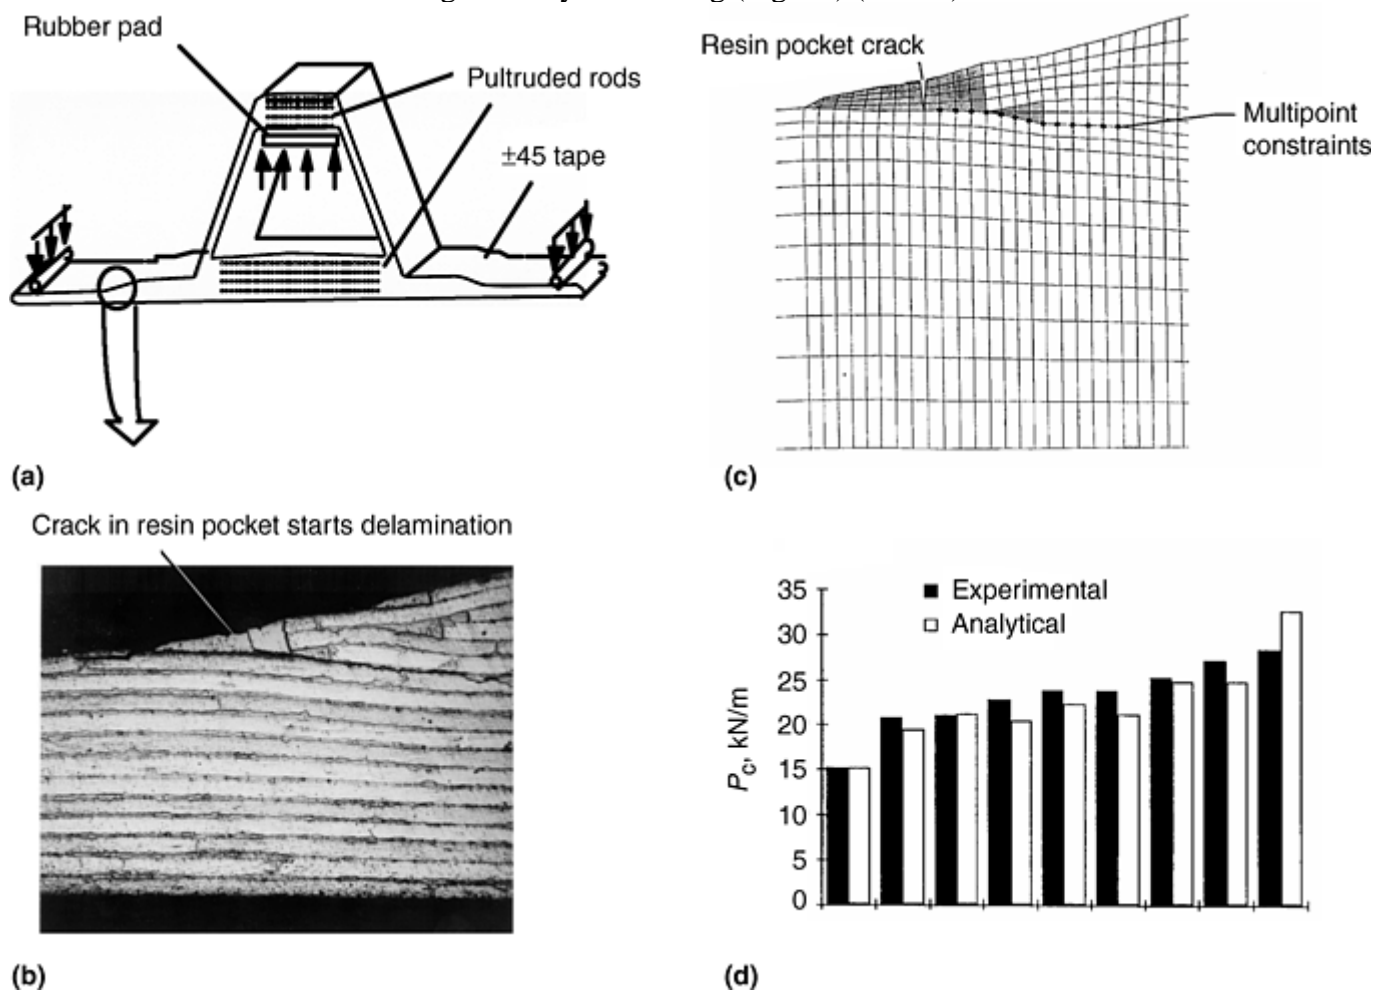 Rubber pad
Pultruded rods
±45 tape
(a)
Resin pocket crack
Multipoint
constraints
(c)
Crack in resin pocket starts delamination
(b)
35
30
25
20
15
10
5
0
Pc, kN/m
Experimental
Analytical
(d)